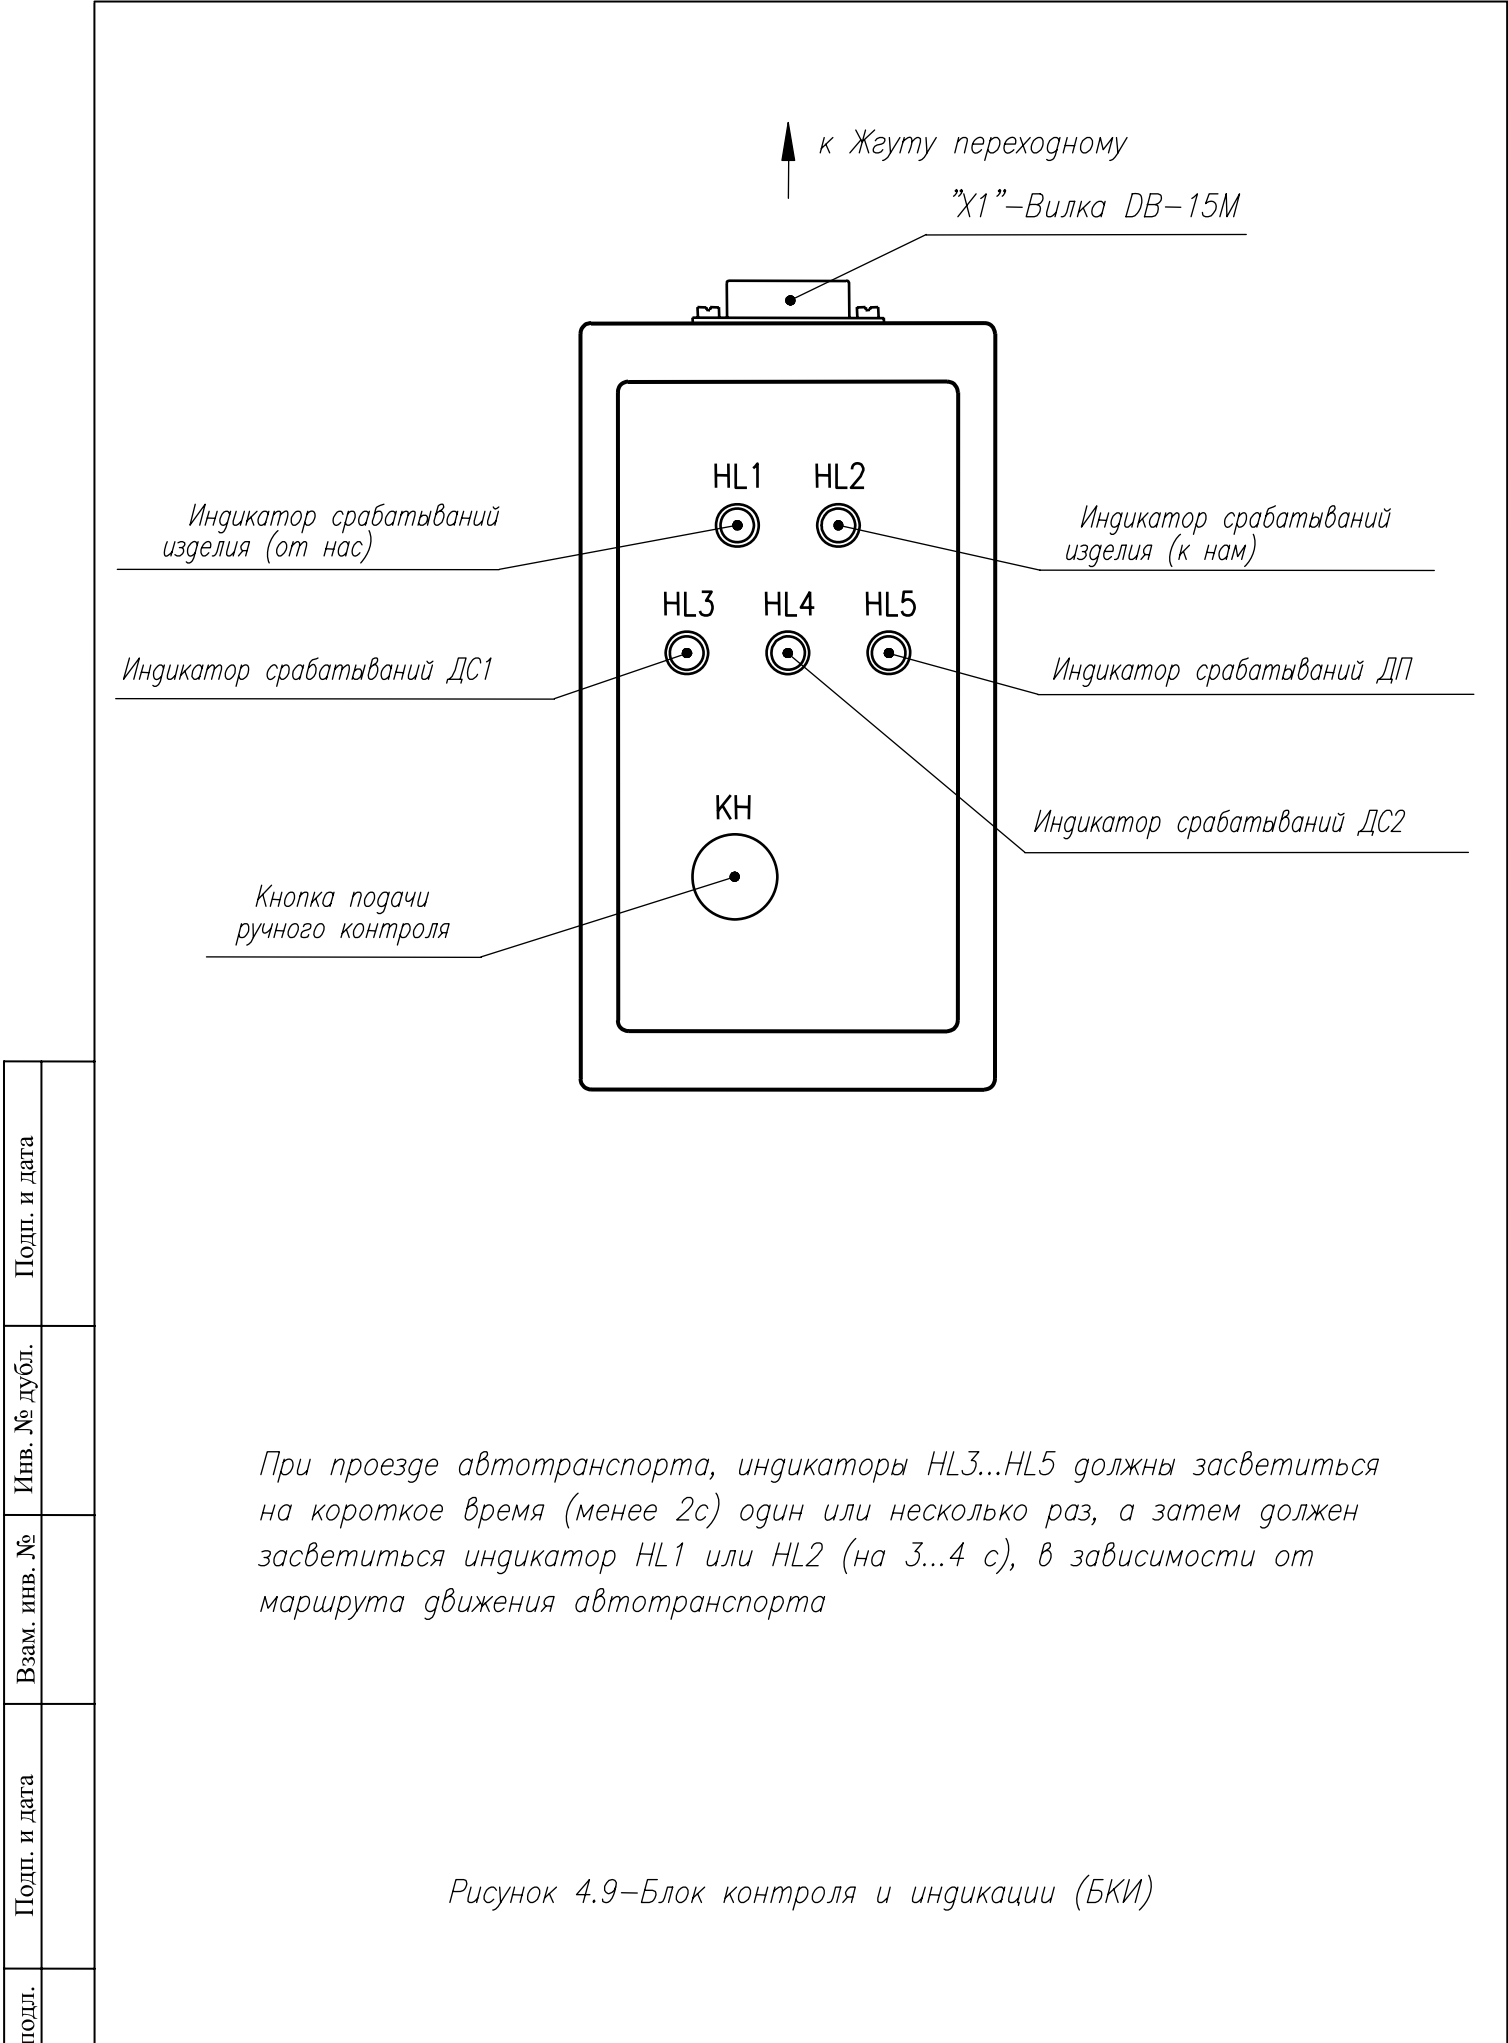 к Жгуту переходному
"X1"-Вилка DB-15M
HL1
HL2
Индикатор срабатываний
изделия (от нас)
Индикатор срабатываний
изделия (к нам)
HL3
HL4
HL5
Индикатор срабатываний ДС1
Индикатор срабатываний ДП
KH
Индикатор срабатываний ДС2
Кнопка подачи
ручного контроля
При проезде автотранспорта, индикаторы HL3...HL5 должны засветиться
на короткое время (менее 2с) один или несколько раз, а затем должен
засветиться индикатор HL1 или HL2 (на 3...4 с), в зависимости от
маршрута движения автотранспорта
Рисунок 4.9-Блок контроля и индикации (БКИ)
Подп. и дата
Инв. № дубл.
Взам. инв. №
Подп. и дата
подл.